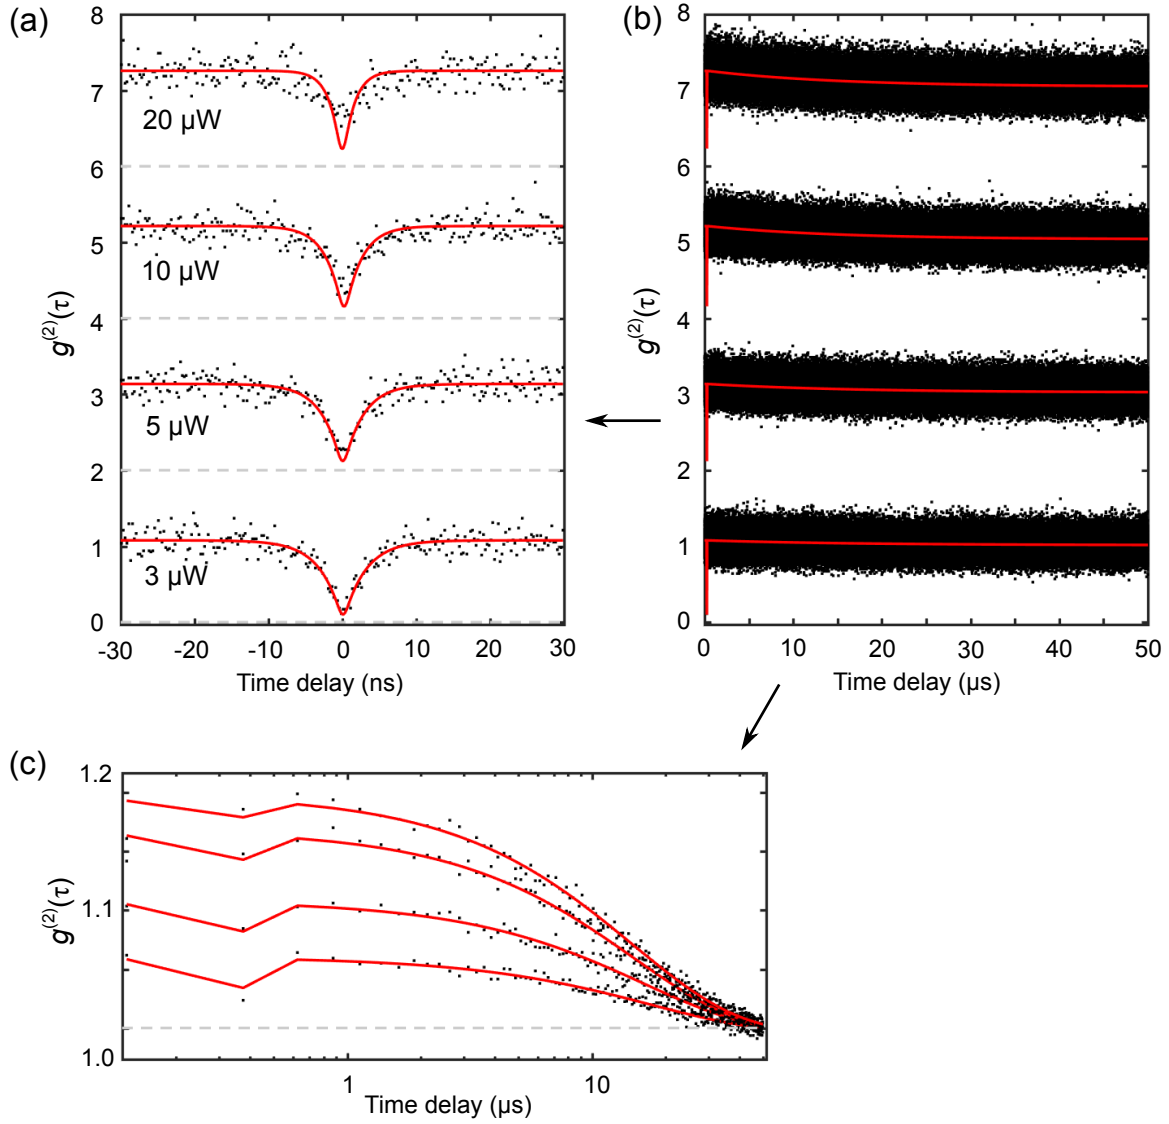 (a)
8
7
6
5
4
3
2
1
0
g(2)(τ)
20 µW
10 µW
5 µW
3 µW
-30 -20 -10 0 10 20 30
Time delay (ns)
(b)
8
7
6
5
4
3
2
1
0
g(2)(τ)
0 10 20 30 40 50
Time delay (µs)
(c)
1.2
1.1
1.0
g(2)(τ)
1 10
Time delay (µs)